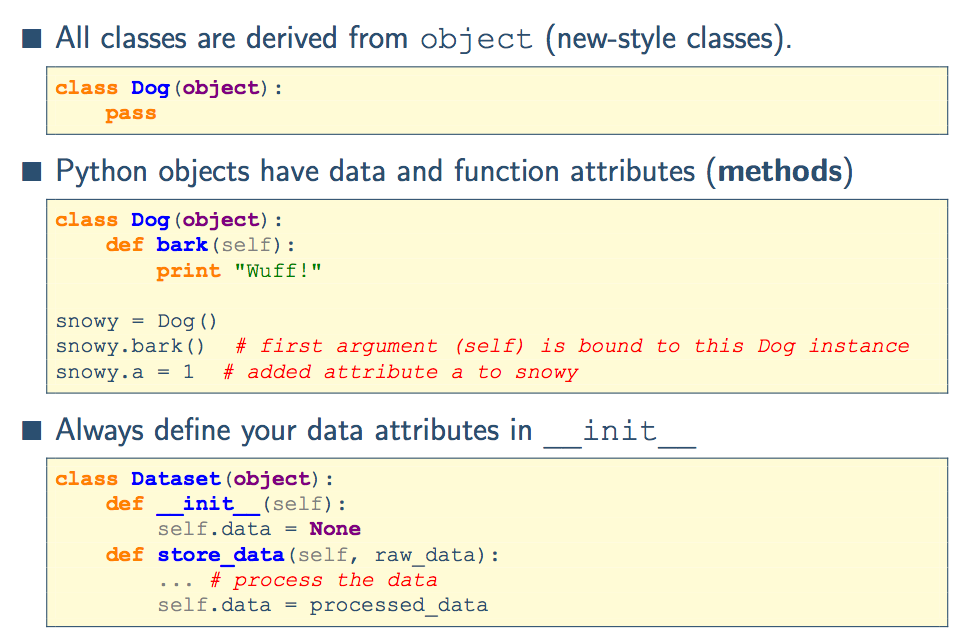 All classes are derived from object (new-style classes).
class Dog(object):
    pass
Python objects have data and function attributes (methods)
class Dog(object):
    def bark(self):
        print "Wuff!"
snowy = Dog()
snowy.bark()  # first argument (self) is bound to this Dog instance
snowy.a = 1  # added attribute a to snowy
Always define your data attributes in __init__
class Dataset(object):
    def __init__(self):
        self.data = None
    def store_data(self, raw_data):
        ... # process the data
        self.data = processed_data